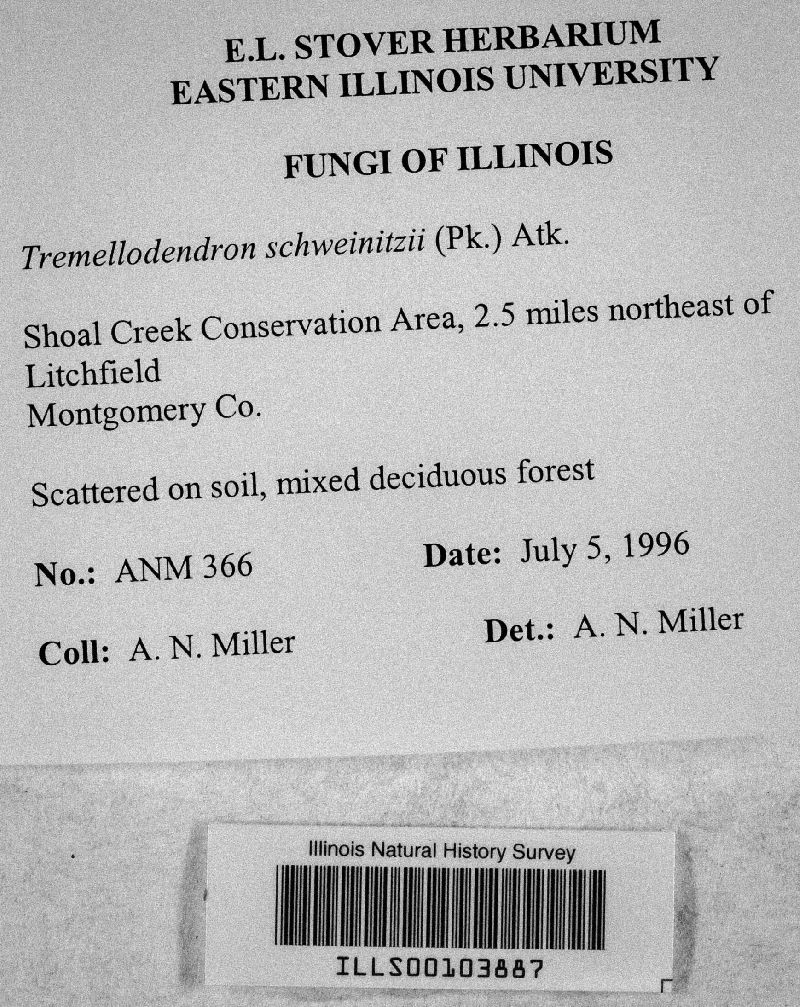 E.L. STOVER HERBARIUM
EASTERN ILLINOIS UNIVERSITY
FUNGI OF ILLINOIS
Tremellodendron schweinitzii (Pk.) Atk.
Shoal Creek Conservation Area, 2.5 miles northeast of
Litchfield
Montgomery Co.
Scattered on soil, mixed deciduous forest
No.: ANM 366 Date: July 5, 1996
Coll: A. N. Miller Det.: A. N. Miller
Illinois Natural History Survey
ILLS00103887